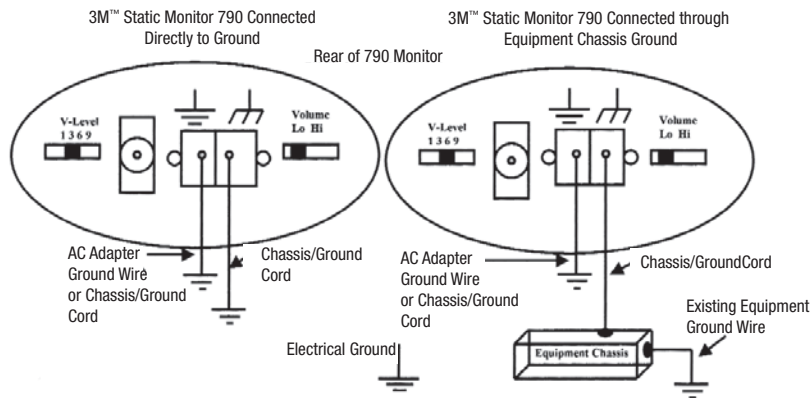 3M™ Static Monitor 790 Connected
Directly to Ground
3M™ Static Monitor 790 Connected through
Equipment Chassis Ground
Rear of 790 Monitor
V-Level
1 3 6 9
Volume
Lo Hi
V-Level
1 3 6 9
Volume
Lo Hi
AC Adapter
Ground Wire
or Chassis/Ground
Cord
Chassis/Ground
Cord
AC Adapter
Ground Wire
or Chassis/Ground
Cord
Chassis/GroundCord
Existing Equipment
Ground Wire
Electrical Ground
Equipment Chassis